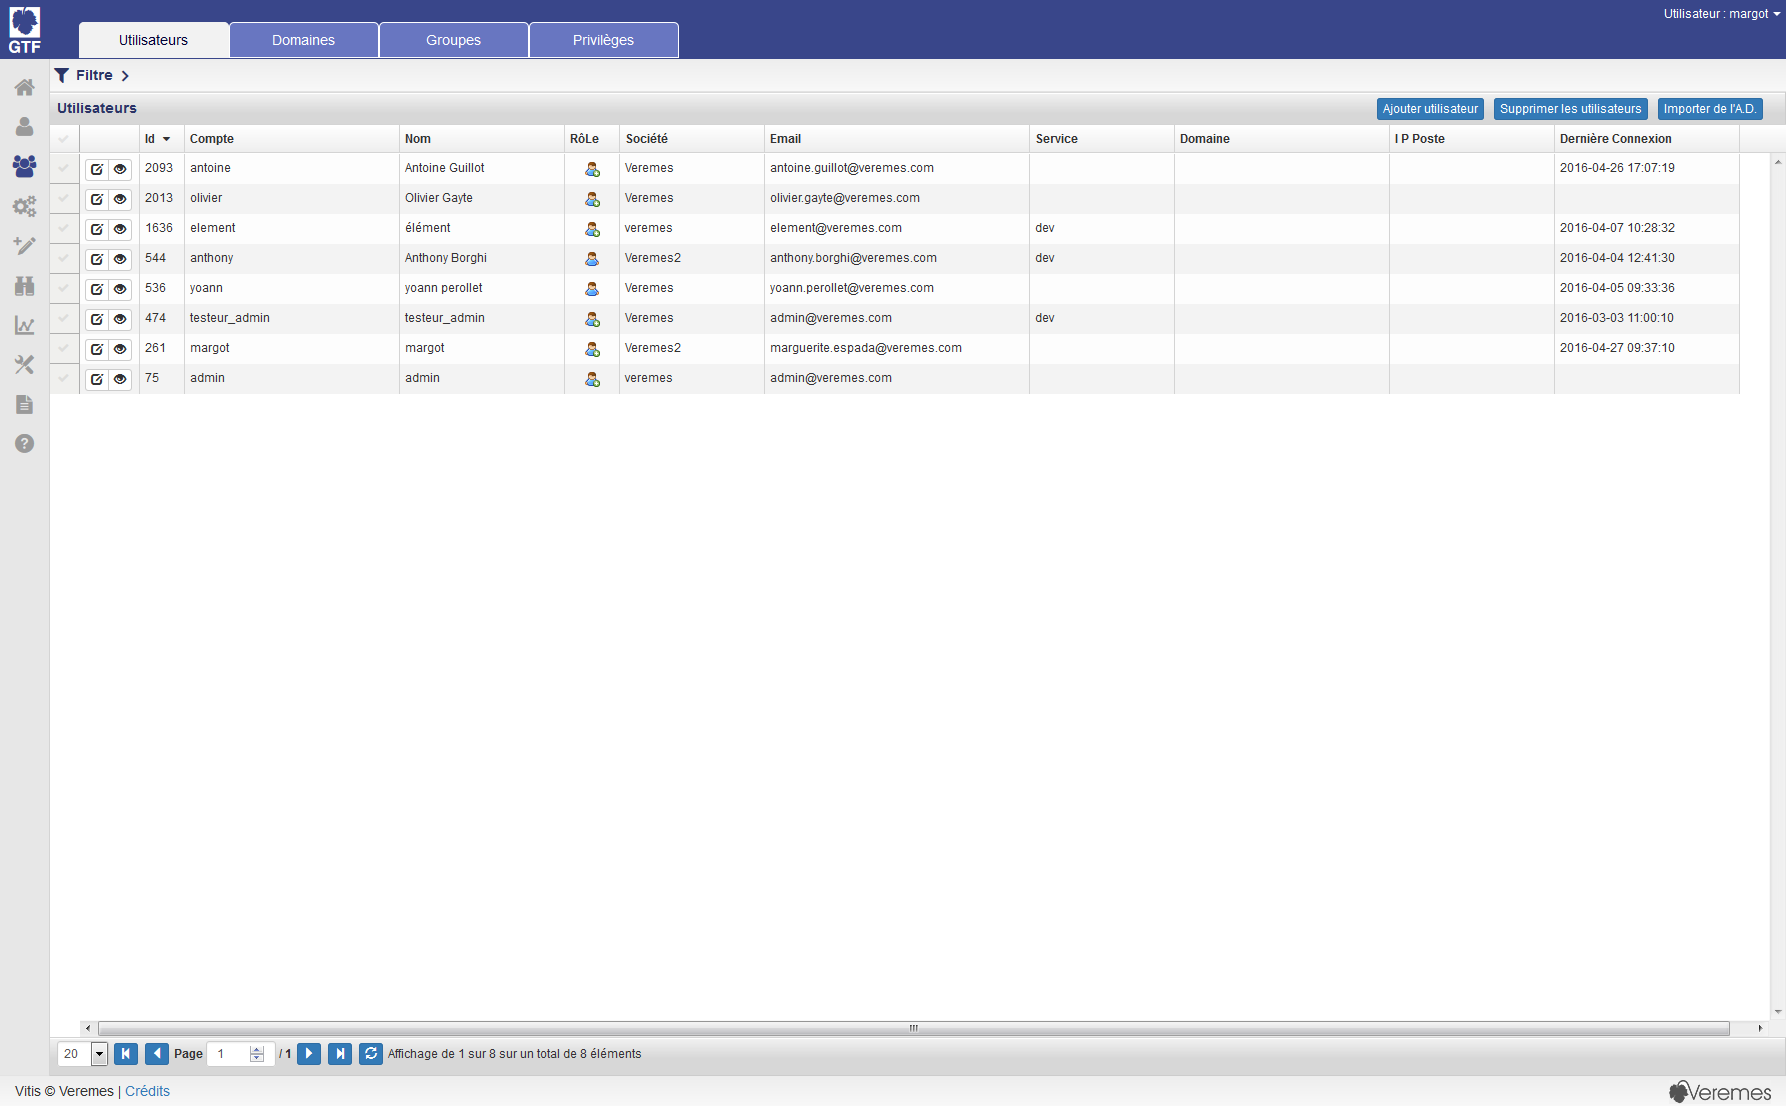 Utilisateur : margot
GTF
Utilisateurs Domaines Groupes Privilèges
Filtre
Utilisateurs Ajouter utilisateur Supprimer les utilisateurs Importer de l'A.D.
Id Compte Nom RôLe Société Email Service Domaine I P Poste Dernière Connexion
2093 antoine Antoine Guillot Veremes antoine.guillot@veremes.com 2016-04-26 17:07:19
2013 olivier Olivier Gayte Veremes olivier.gayte@veremes.com
1636 element élément veremes element@veremes.com dev 2016-04-07 10:28:32
544 anthony Anthony Borghi Veremes2 anthony.borghi@veremes.com dev 2016-04-04 12:41:30
536 yoann yoann perollet Veremes yoann.perollet@veremes.com 2016-04-05 09:33:36
474 testeur_admin testeur_admin Veremes admin@veremes.com dev 2016-03-03 11:00:10
261 margot margot Veremes2 marguerite.espada@veremes.com 2016-04-27 09:37:10
75 admin admin veremes admin@veremes.com
20 Page 1 / 1 Affichage de 1 sur 8 sur un total de 8 éléments
Vitis © Veremes | Crédits Veremes